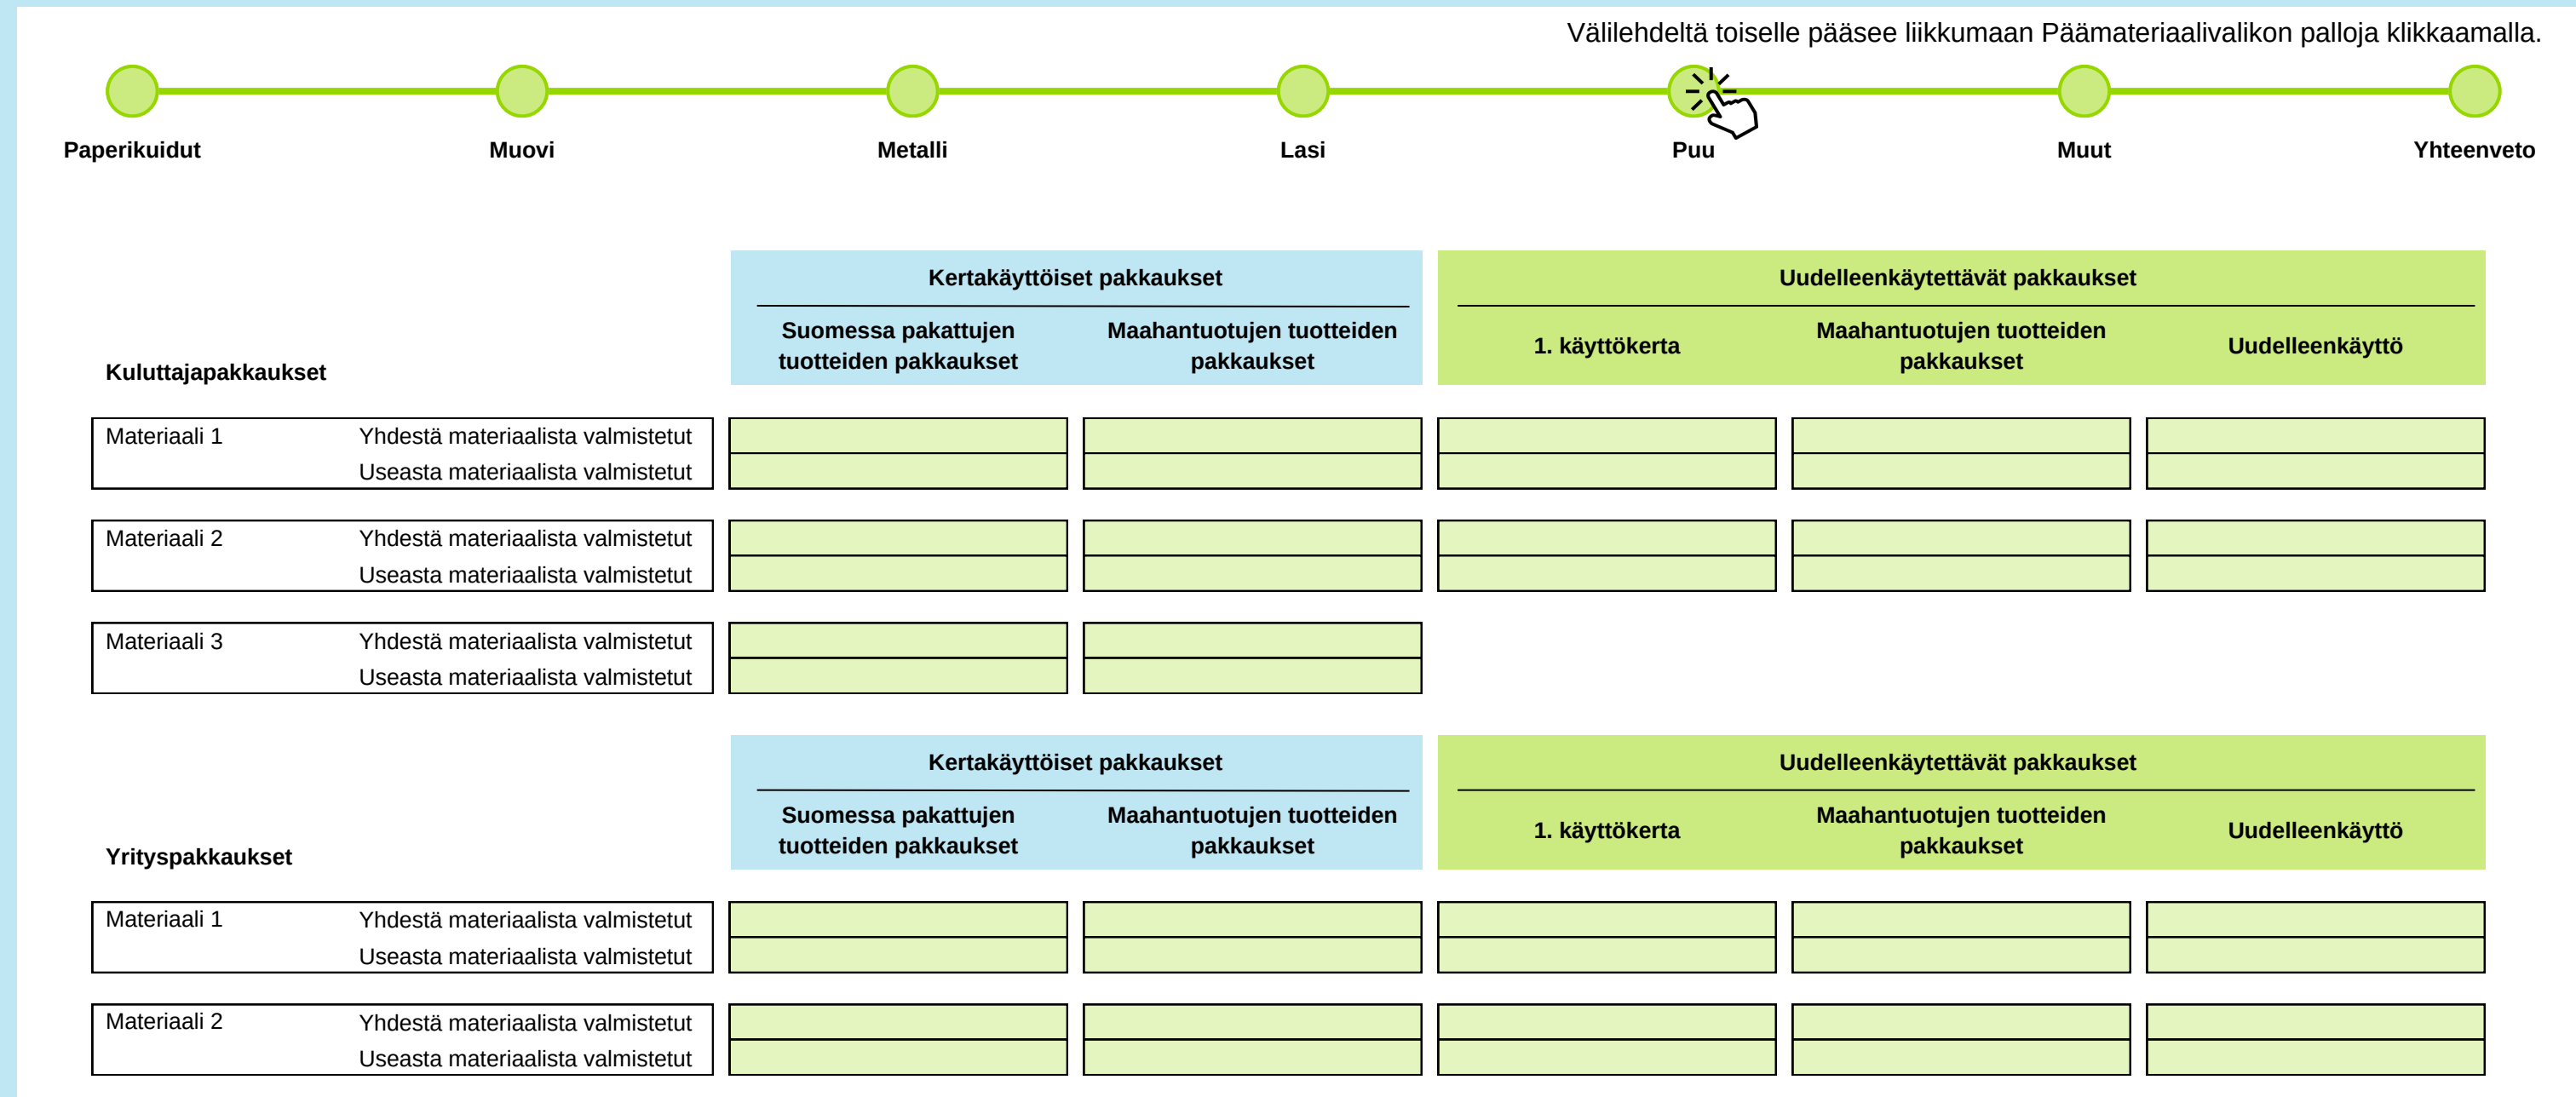 Välilehdeltä toiselle pääsee liikkumaan Päämateriaalivalikon palloja klikkaamalla.
Paperikuidut Muovi Metalli Lasi Puu Muut Yhteenveto
Kertakäyttöiset pakkaukset Uudelleenkäytettävät pakkaukset
Suomessa pakattujen tuotteiden pakkaukset Maahantuotujen tuotteiden pakkaukset 1. käyttökerta Maahantuotujen tuotteiden pakkaukset Uudelleenkäyttö
Kuluttajapakkaukset
Materiaali 1 Yhdestä materiaalista valmistetut
Useasta materiaalista valmistetut
Materiaali 2 Yhdestä materiaalista valmistetut
Useasta materiaalista valmistetut
Materiaali 3 Yhdestä materiaalista valmistetut
Useasta materiaalista valmistetut
Kertakäyttöiset pakkaukset Uudelleenkäytettävät pakkaukset
Suomessa pakattujen tuotteiden pakkaukset Maahantuotujen tuotteiden pakkaukset 1. käyttökerta Maahantuotujen tuotteiden pakkaukset Uudelleenkäyttö
Yrityspakkaukset
Materiaali 1 Yhdestä materiaalista valmistetut
Useasta materiaalista valmistetut
Materiaali 2 Yhdestä materiaalista valmistetut
Useasta materiaalista valmistetut